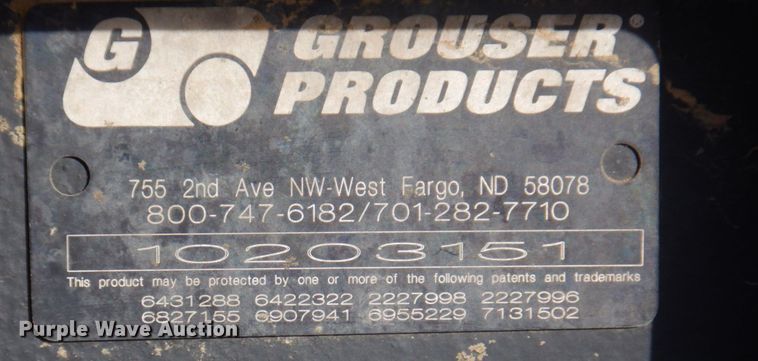 G
GROUSER®
PRODUCTS
755 2nd Ave NW-West Fargo, ND 58078
800-747-6182/701-282-7710
10203151
This product may be protected by one or more of the following patents and trademarks
6431288 6422322 2227998 2227996
6827155 6907941 6955229 7131502
Purple Wave Auction